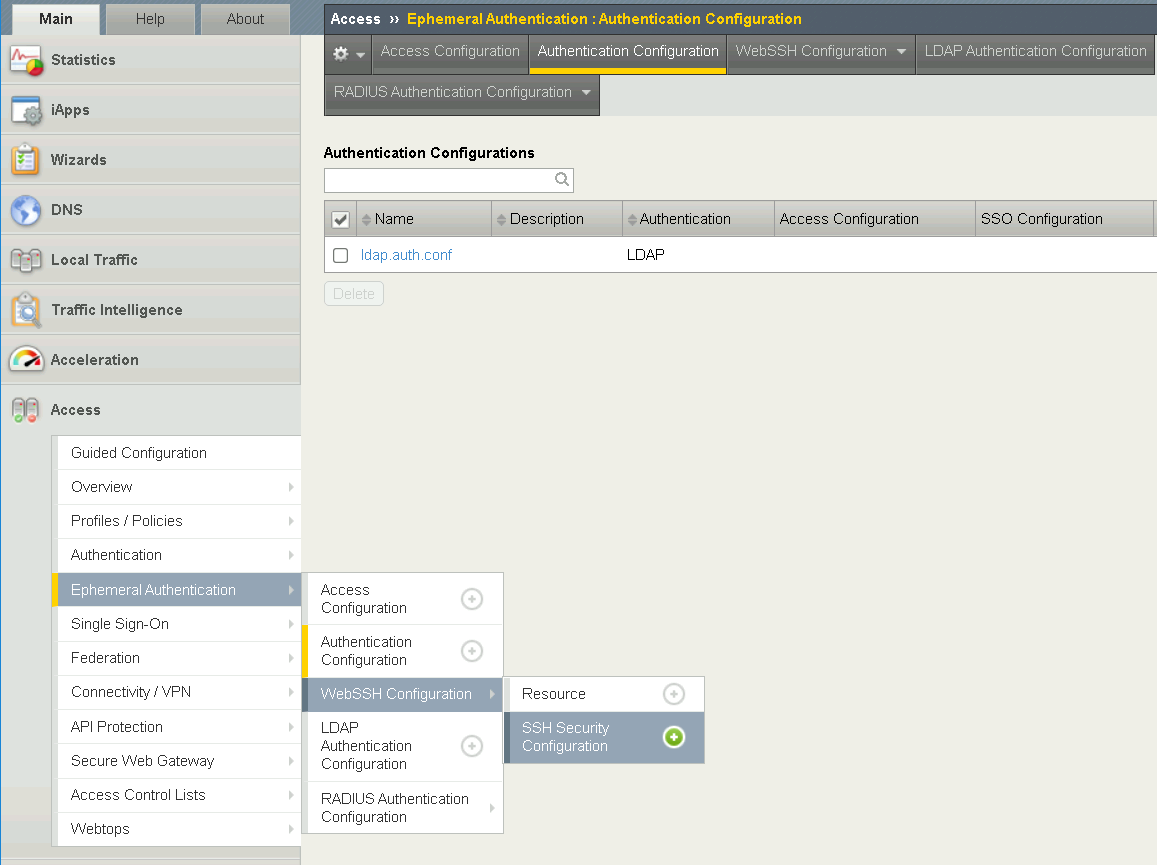 Main
Help
About
Access ›› Ephemeral Authentication : Authentication Configuration
Access Configuration
Authentication Configuration
WebSSH Configuration
LDAP Authentication Configuration
RADIUS Authentication Configuration
Statistics
iApps
Wizards
DNS
Local Traffic
Traffic Intelligence
Acceleration
Access
Authentication Configurations
Name Description Authentication Access Configuration SSO Configuration
ldap.auth.conf LDAP
Delete
Guided Configuration
Overview
Profiles / Policies
Authentication
Ephemeral Authentication
Single Sign-On
Federation
Connectivity / VPN
API Protection
Secure Web Gateway
Access Control Lists
Webtops
Access
Configuration
Authentication
Configuration
WebSSH Configuration
LDAP
Authentication
Configuration
RADIUS Authentication
Configuration
Resource
SSH Security
Configuration